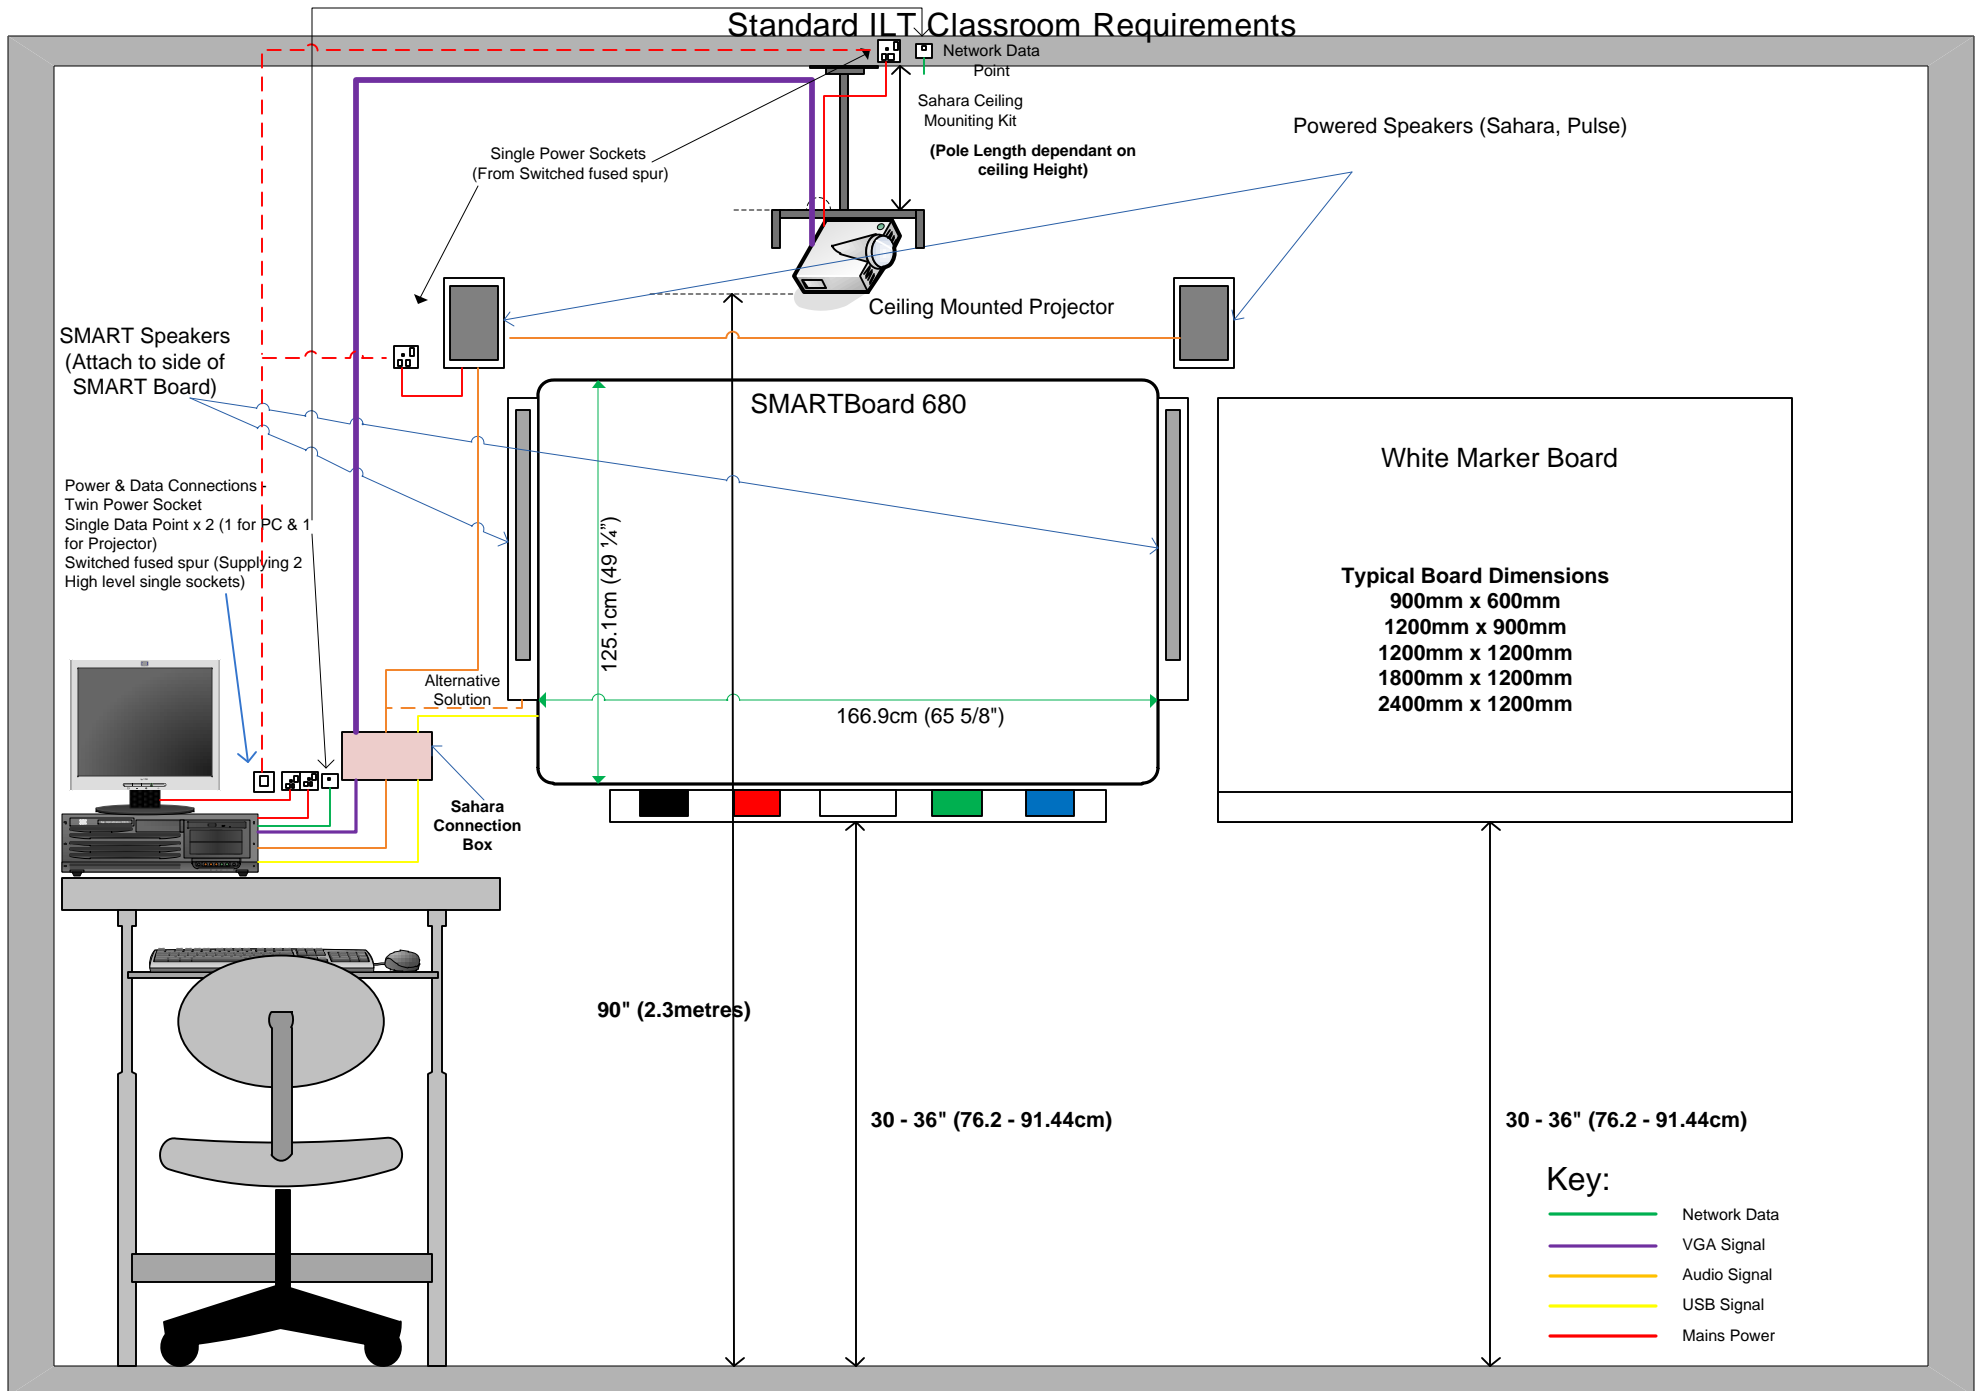 Standard ILT Classroom Requirements
Network Data
Point
Sahara Ceiling
Mouniting Kit
(Pole Length dependant on
ceiling Height)
Powered Speakers (Sahara, Pulse)
Single Power Sockets
(From Switched fused spur)
Ceiling Mounted Projector
SMART Speakers
(Attach to side of
SMART Board)
SMARTBoard 680
White Marker Board
Power & Data Connections -
Twin Power Socket
Single Data Point x 2 (1 for PC & 1
for Projector)
Switched fused spur (Supplying 2
High level single sockets)
125.1cm (49 ¼")
Typical Board Dimensions
900mm x 600mm
1200mm x 900mm
1200mm x 1200mm
1800mm x 1200mm
2400mm x 1200mm
Alternative
Solution
166.9cm (65 5/8")
Sahara
Connection
Box
90" (2.3metres)
30 - 36" (76.2 - 91.44cm)
30 - 36" (76.2 - 91.44cm)
Key:
Network Data
VGA Signal
Audio Signal
USB Signal
Mains Power